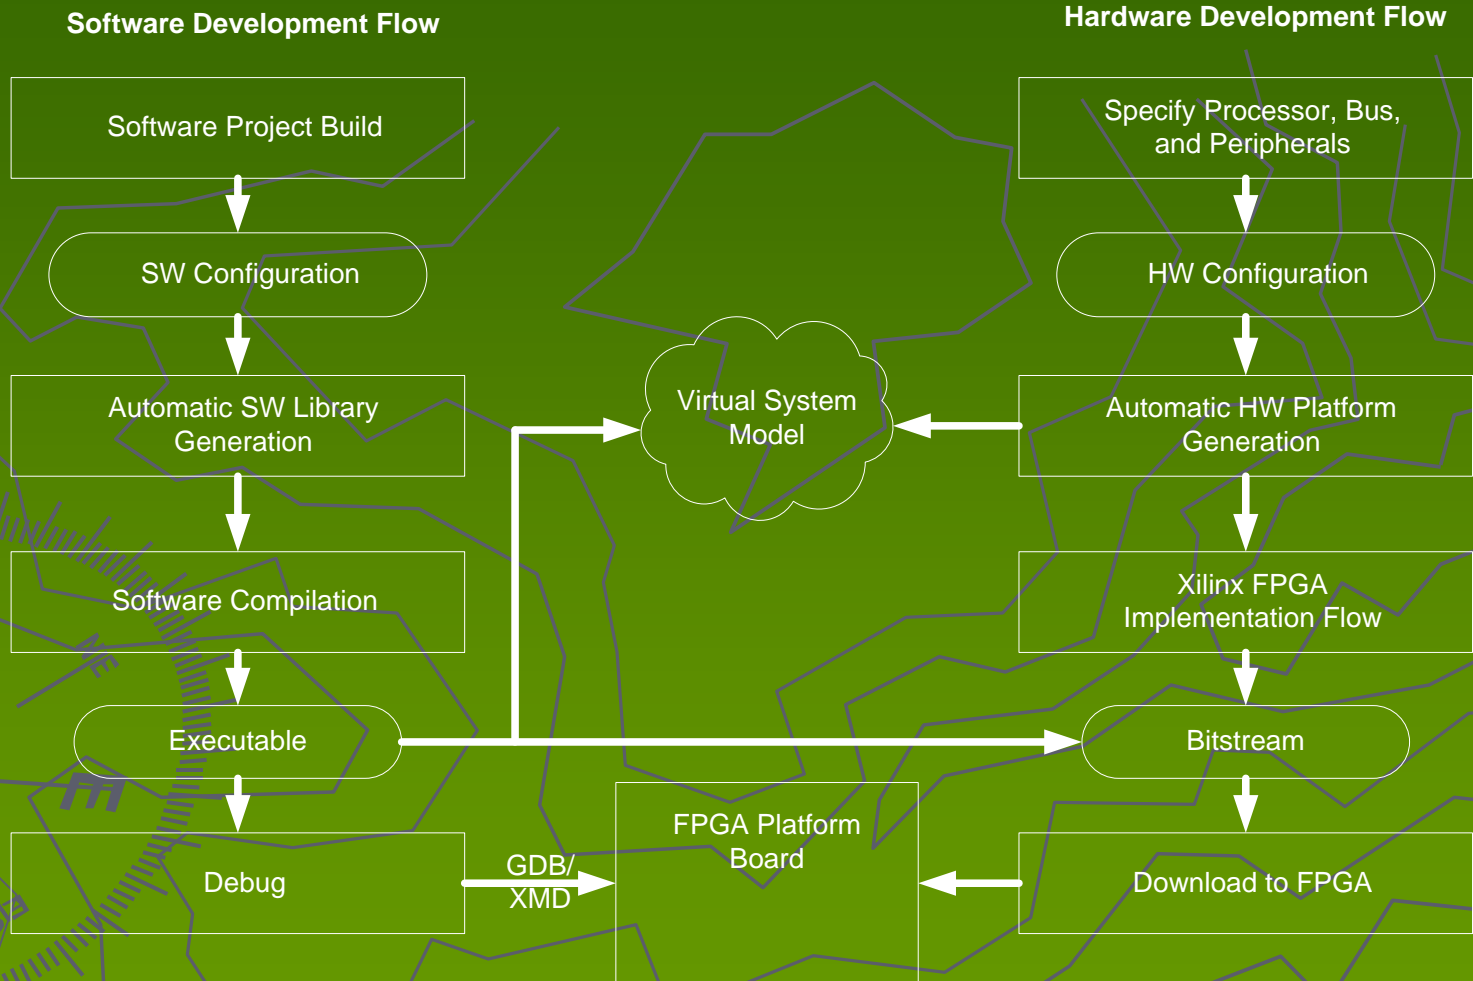 Software Development Flow
Hardware Development Flow
Software Project Build
Specify Processor, Bus,
and Peripherals
SW Configuration
HW Configuration
Automatic SW Library
Generation
Virtual System
Model
Automatic HW Platform
Generation
Software Compilation
Xilinx FPGA
Implementation Flow
NE
Executable
Bitstream
E
FPGA Platform
Board
Debug
GDB/
XMD
Download to FPGA